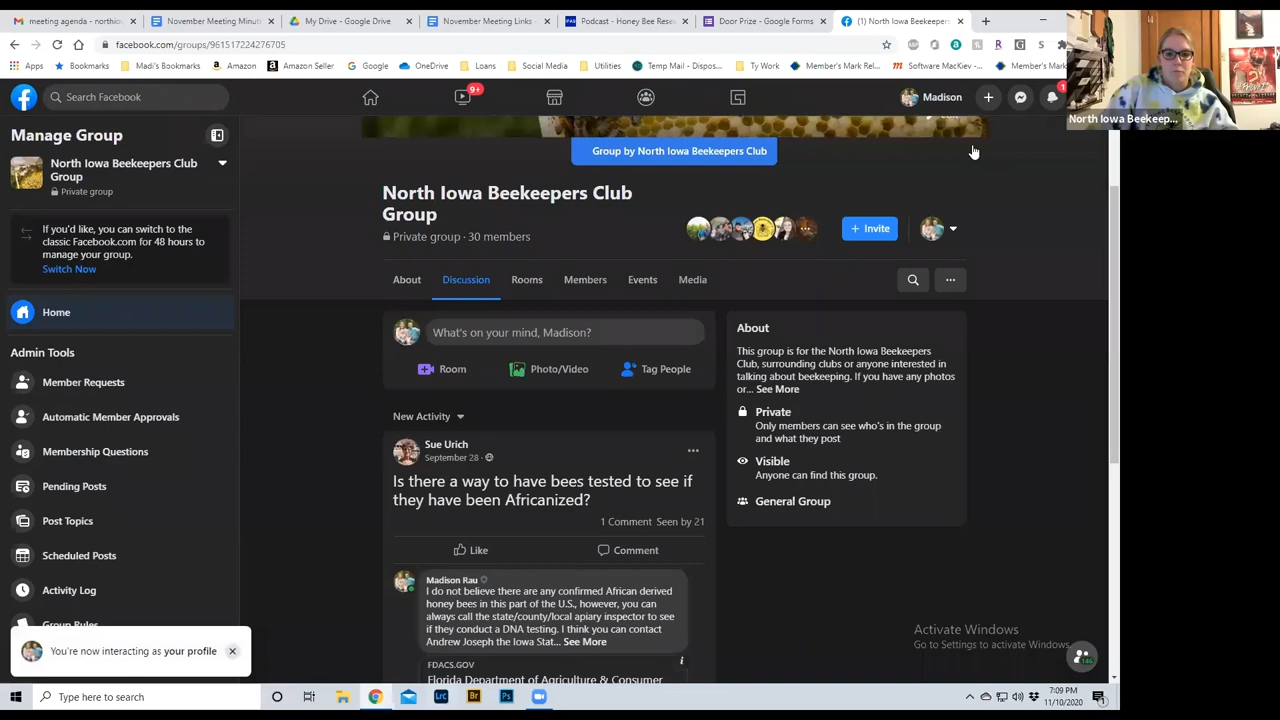 meeting agenda - northiow
November Meeting Minut
My Drive - Google Drive
November Meeting Links -
Podcast - Honey Bee Rese
Door Prize - Google Forms
(1) North Iowa Beekeepers
facebook.com/groups/961517224276705
Apps
Bookmarks
Madi's Bookmarks
Amazon
Amazon Seller
Google
OneDrive
Loans
Social Media
Utilities
Temp Mail - Dispos...
Ty Work
Member's Mark Rel...
Software MacKiev -...
Member's Mark
North Iowa Beekeep...
Search Facebook
9+
Madison
1
Manage Group
North Iowa Beekeepers Club
Group
Private group
If you'd like, you can switch to the
classic Facebook.com for 48 hours to
manage your group.
Switch Now
Home
Admin Tools
Member Requests
Automatic Member Approvals
Membership Questions
Pending Posts
Post Topics
Scheduled Posts
Activity Log
Group Rules
You're now interacting as your profile
Group by North Iowa Beekeepers Club
North Iowa Beekeepers Club
Group
Private group · 30 members
+ Invite
About
Discussion
Rooms
Members
Events
Media
What's on your mind, Madison?
Room
Photo/Video
Tag People
New Activity
Sue Urich
September 28 ·
Is there a way to have bees tested to see if
they have been Africanized?
1 Comment Seen by 21
Like
Comment
Madison Rau
I do not believe there are any confirmed African derived
honey bees in this part of the U.S., however, you can
always call the state/county/local apiary inspector to see
if they conduct a DNA testing. I think you can contact
Andrew Joseph the Iowa Stat... See More
FDACS.GOV
Florida Department of Agriculture & Consumer
About
This group is for the North Iowa Beekeepers
Club, surrounding clubs or anyone interested in
talking about beekeeping. If you have any photos
or... See More
Private
Only members can see who's in the group
and what they post
Visible
Anyone can find this group.
General Group
Activate Windows
Go to Settings to activate Windows.
146
Type here to search
Lrc
Br
Ps
7:09 PM
11/10/2020
1